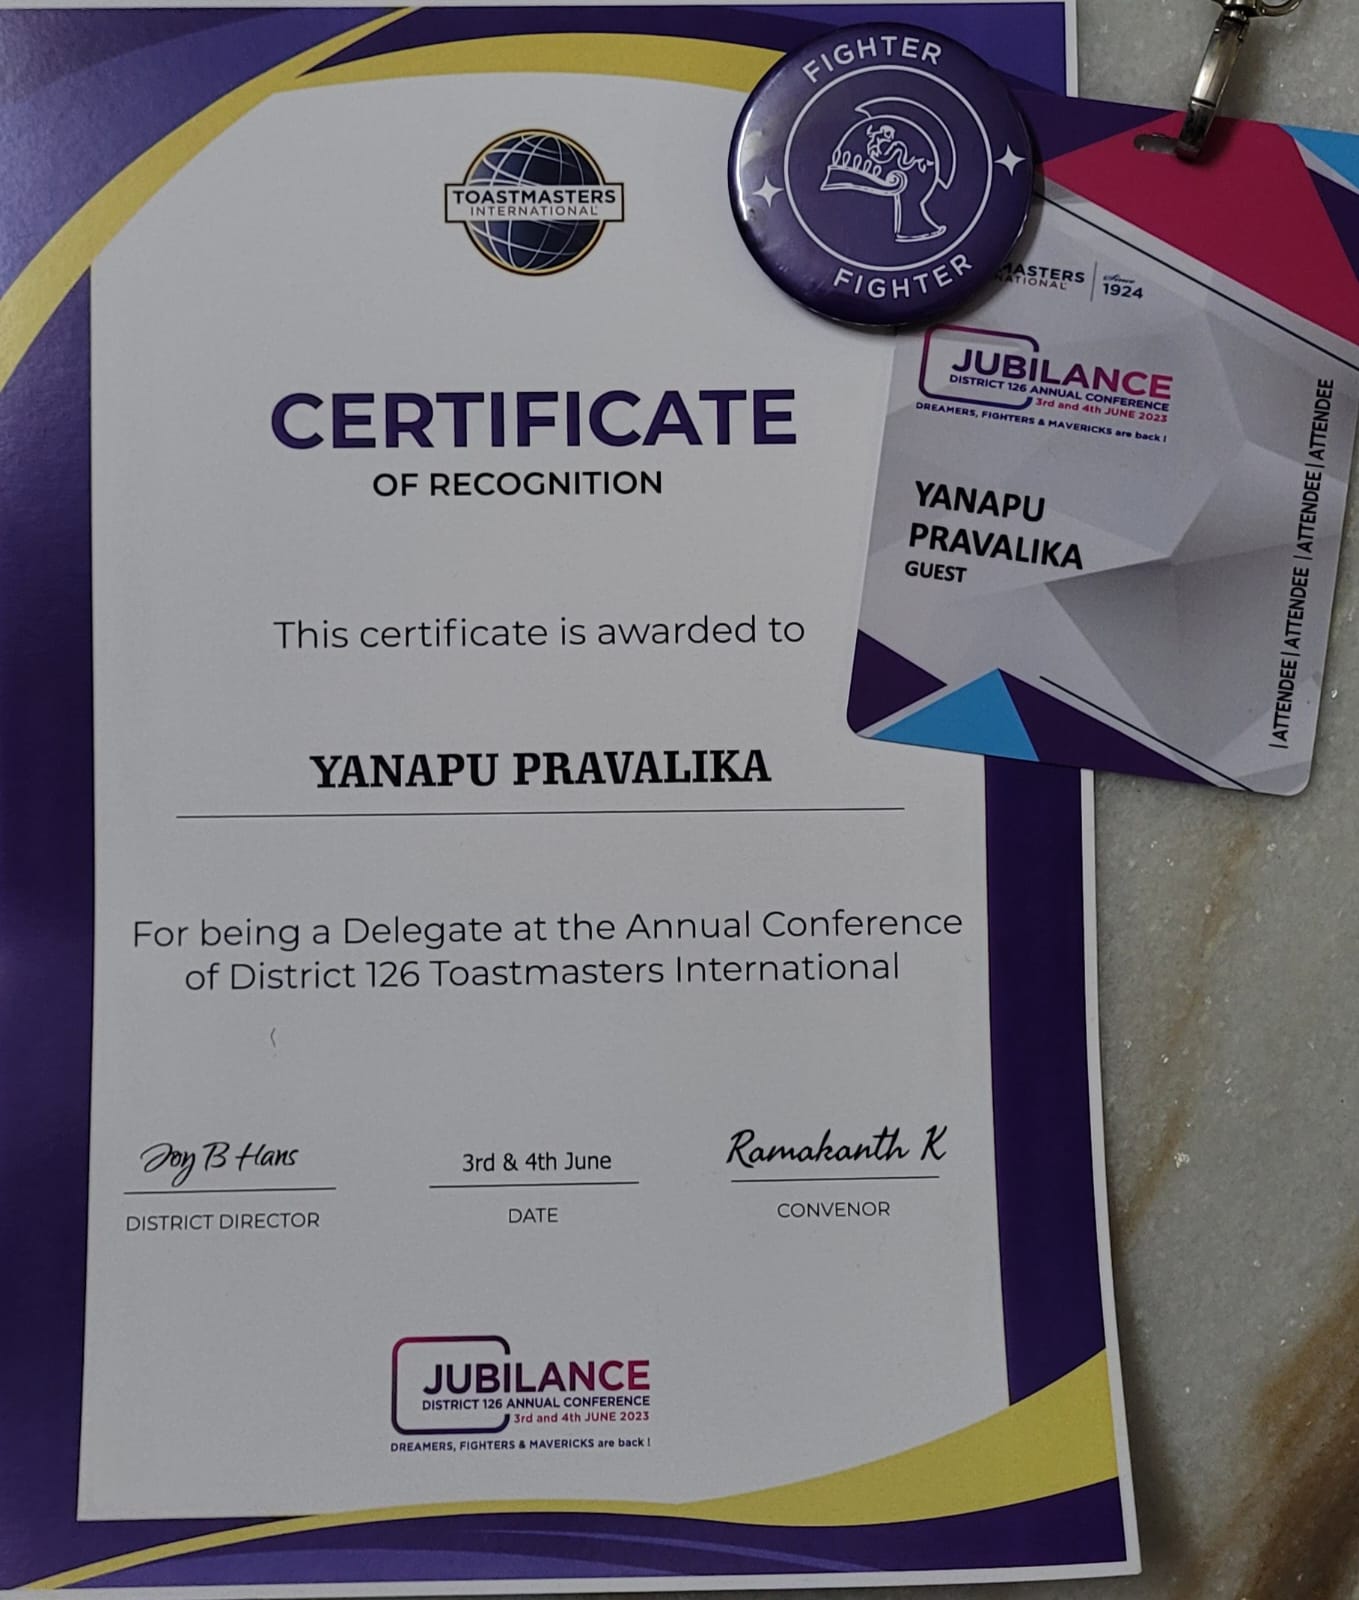 TOASTMASTERS
INTERNATIONAL
CERTIFICATE
OF RECOGNITION
This certificate is awarded to
YANAPU PRAVALIKA
For being a Delegate at the Annual Conference
of District 126 Toastmasters International
Joy B Hans
DISTRICT DIRECTOR
3rd & 4th June
DATE
Ramakanth K
CONVENOR
JUBILANCE
DISTRICT 126 ANNUAL CONFERENCE
3rd and 4th JUNE 2023
DREAMERS, FIGHTERS & MAVERICKS are back !
FIGHTER
FIGHTER
MASTERS
NATIONAL
Since
1924
JUBILANCE
DISTRICT 126 ANNUAL CONFERENCE
3rd and 4th JUNE 2023
DREAMERS, FIGHTERS & MAVERICKS are back !
YANAPU
PRAVALIKA
GUEST
|ATTENDEE|ATTENDEE |ATTENDEE|ATTENDEE